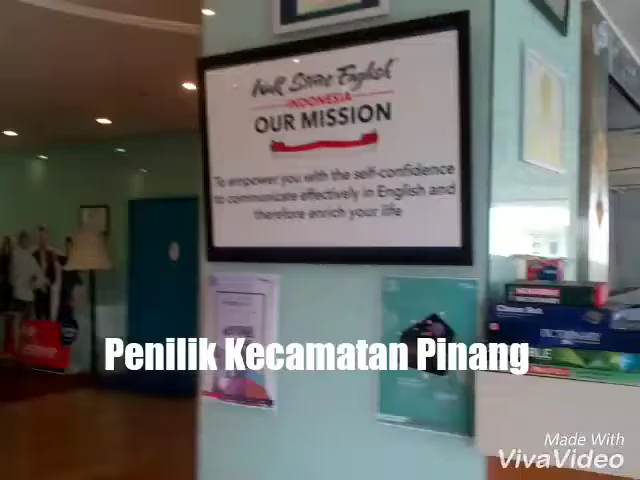 Wall Street English
INDONESIA
OUR MISSION
To empower you with the self-confidence
to communicate effectively in English and
therefore enrich your life
Penilik Kecamatan Pinang
Made With
VivaVideo